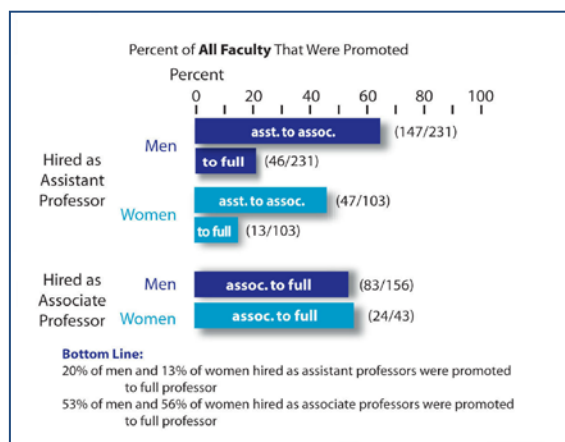 Percent of All Faculty That Were Promoted
Percent
0 20 40 60 80 100
Hired as
Assistant
Professor
Men
asst. to assoc. (147/231)
to full (46/231)
Women
asst. to assoc. (47/103)
to full (13/103)
Hired as
Associate
Professor
Men
assoc. to full (83/156)
Women
assoc. to full (24/43)
Bottom Line:
20% of men and 13% of women hired as assistant professors were promoted
to full professor
53% of men and 56% of women hired as associate professors were promoted
to full professor